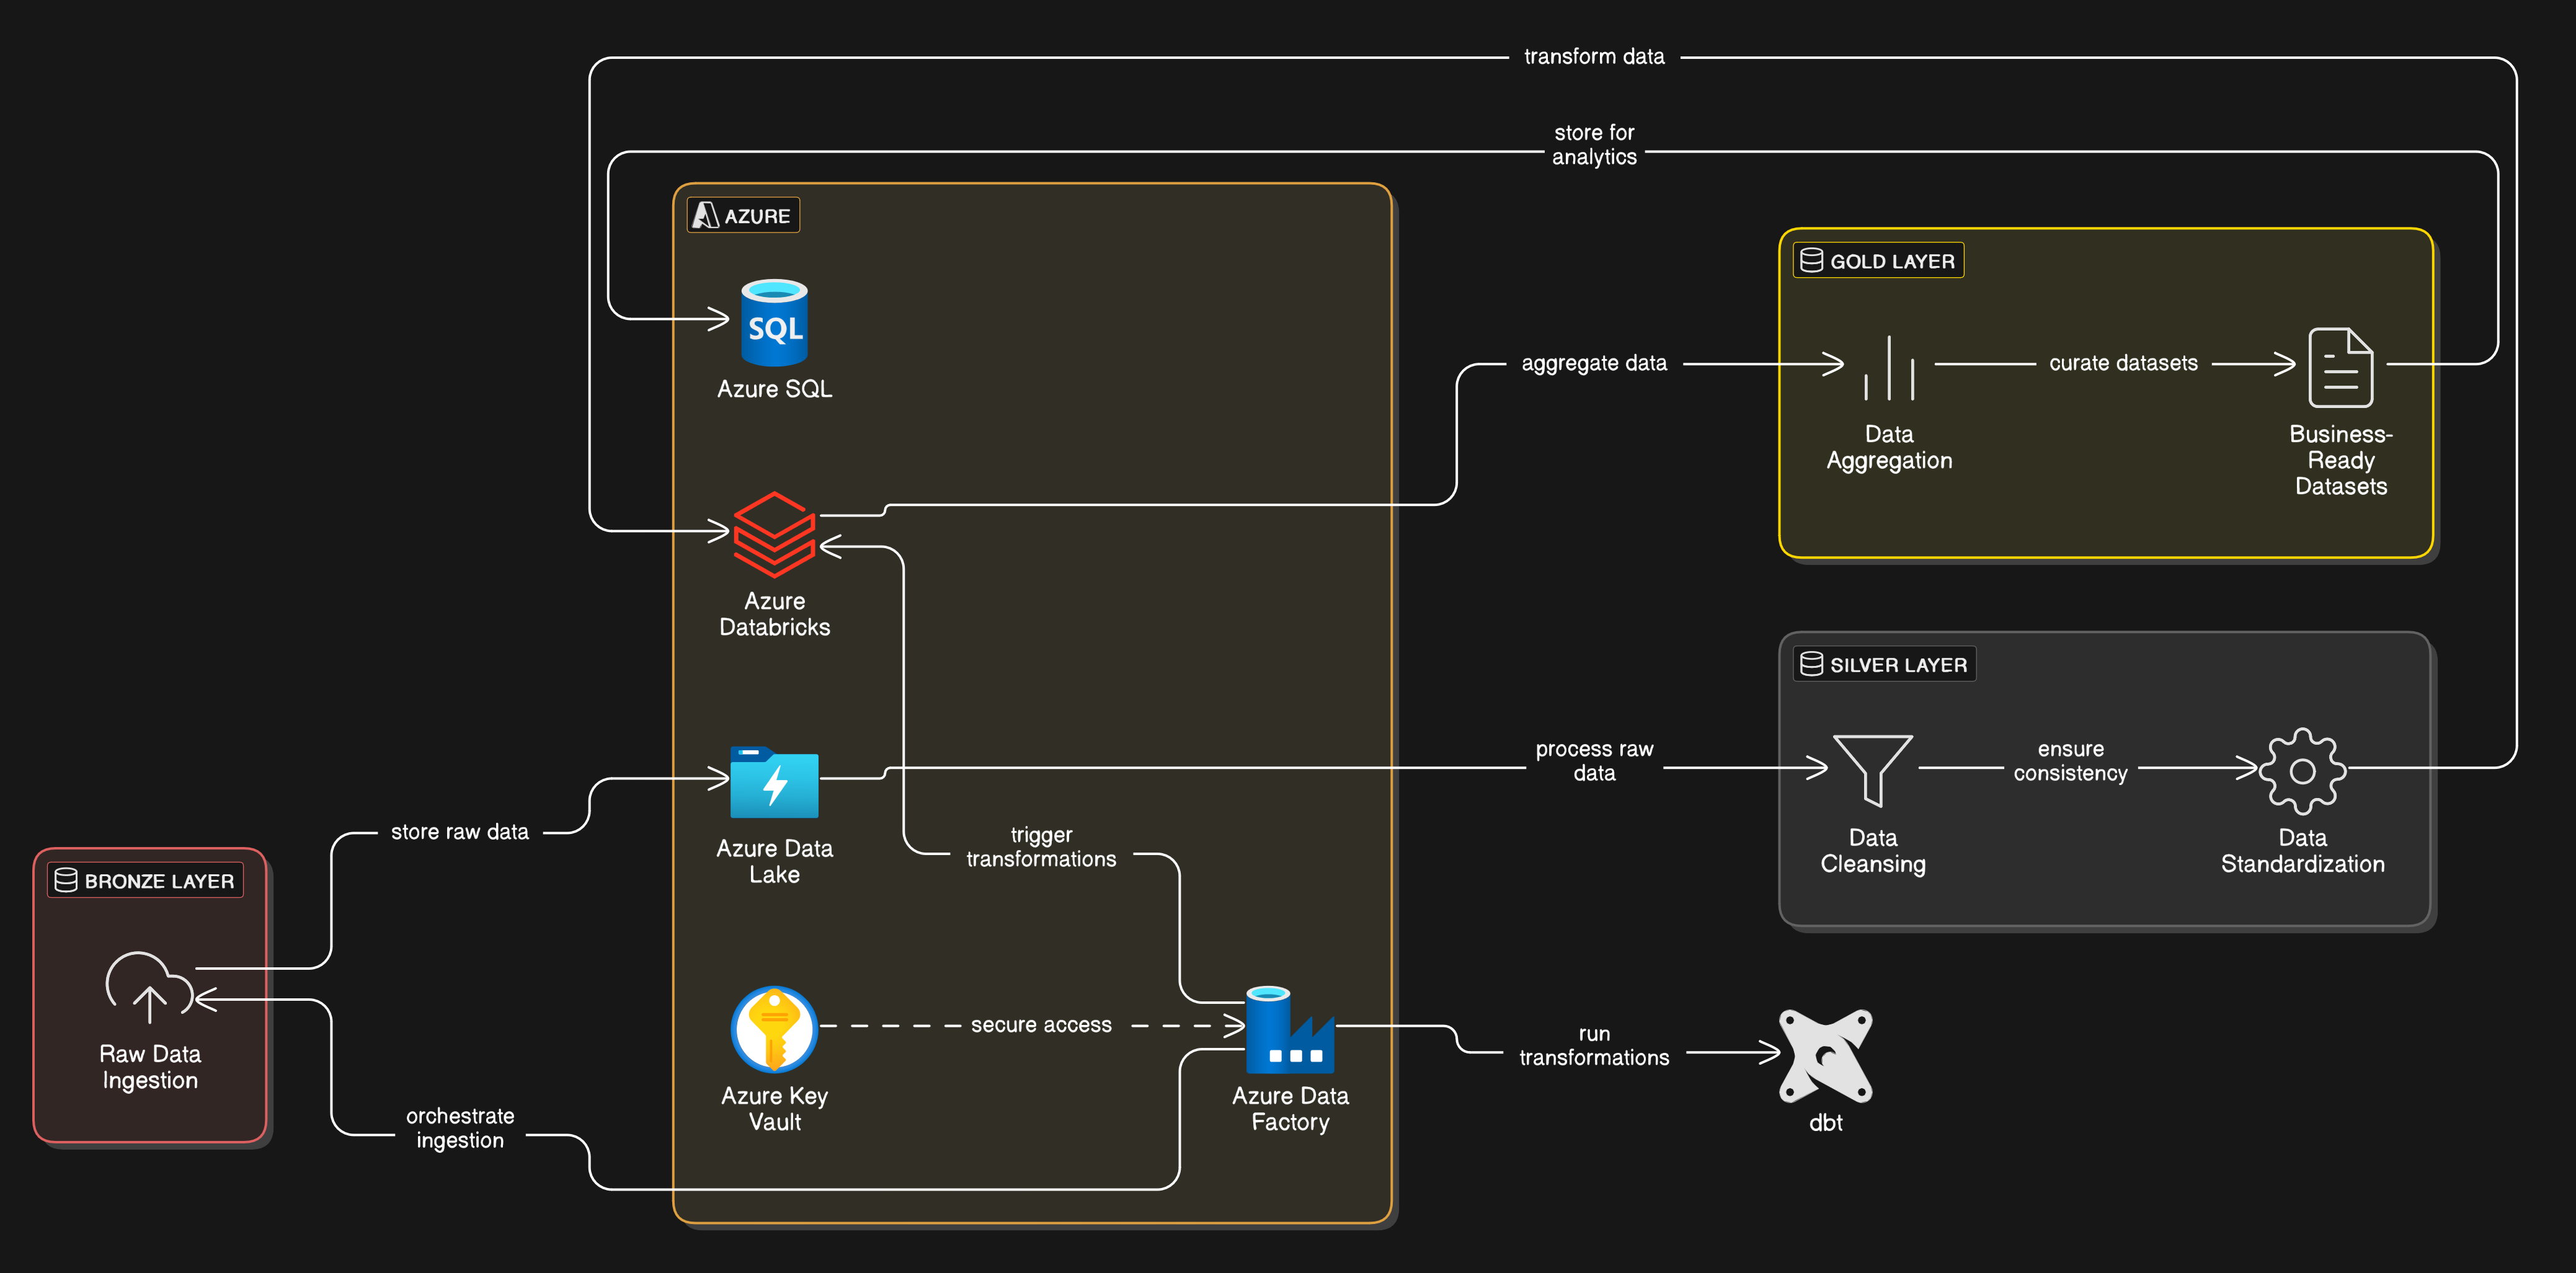 transform data
store for
analytics
AZURE
SQL
Azure SQL
GOLD LAYER
aggregate data
curate datasets
Data
Aggregation
Business-
Ready
Datasets
Azure
Databricks
SILVER LAYER
process raw
data
ensure
consistency
Data
Cleansing
Data
Standardization
store raw data
Azure Data
Lake
trigger
transformations
BRONZE LAYER
Raw Data
Ingestion
secure access
run
transformations
Azure Key
Vault
Azure Data
Factory
dbt
orchestrate
ingestion